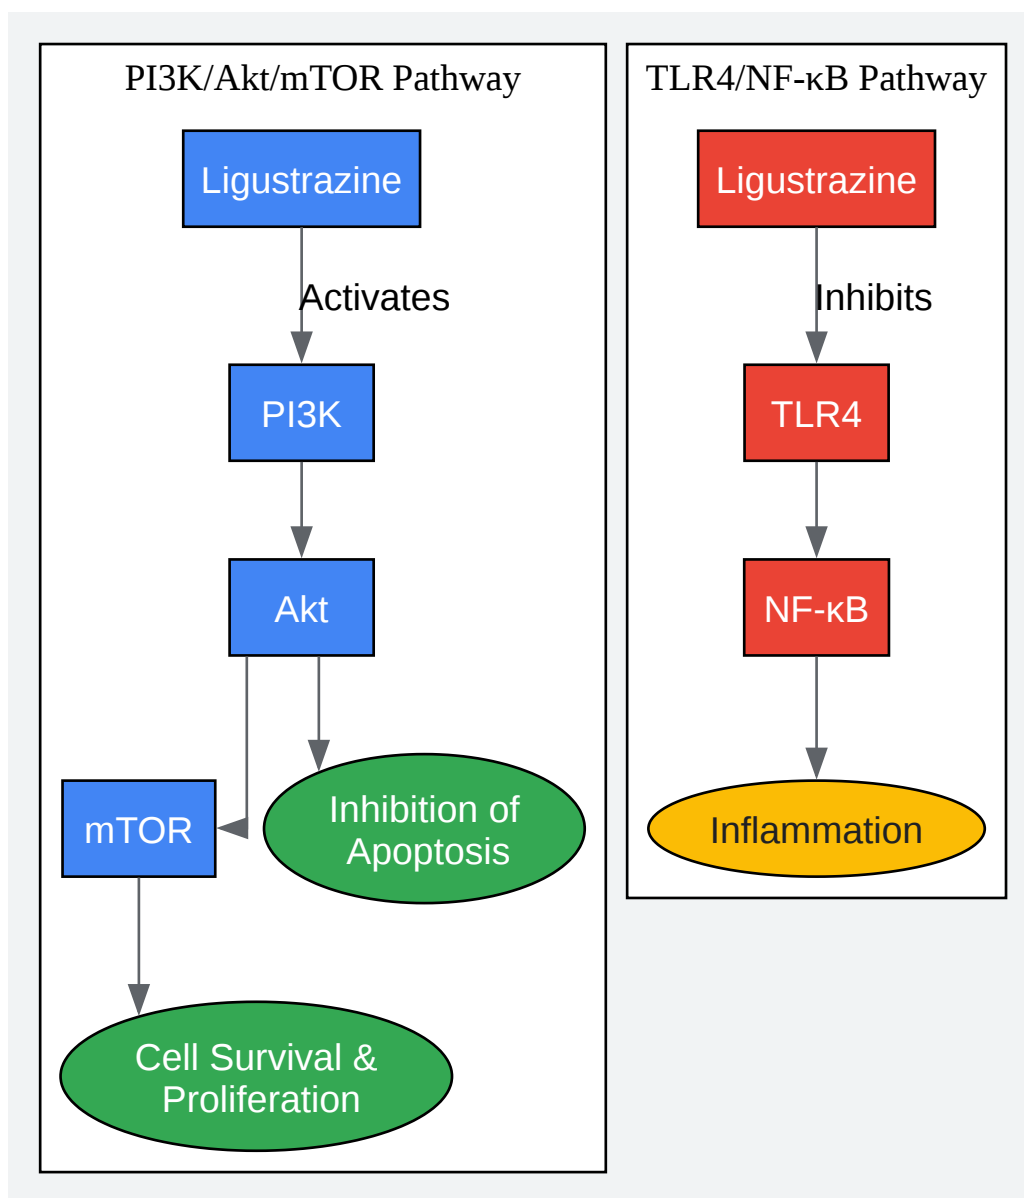 PI3K/Akt/mTOR Pathway
Ligustrazine
Activates
PI3K
Akt
mTOR
Inhibition of
Apoptosis
Cell Survival &
Proliferation
TLR4/NF-κB Pathway
Ligustrazine
Inhibits
TLR4
NF-κB
Inflammation